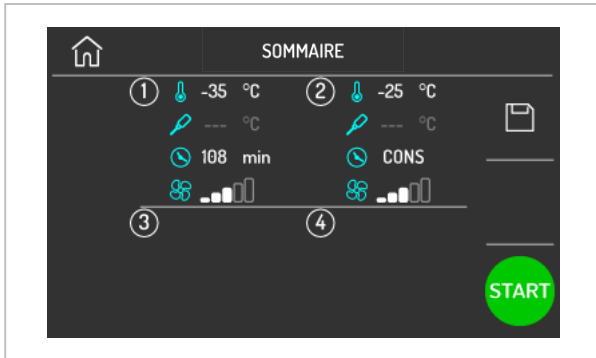 SOMMAIRE
1 -35 °C
--- °C
108 min
2 -25 °C
--- °C
CONS
3
4
START